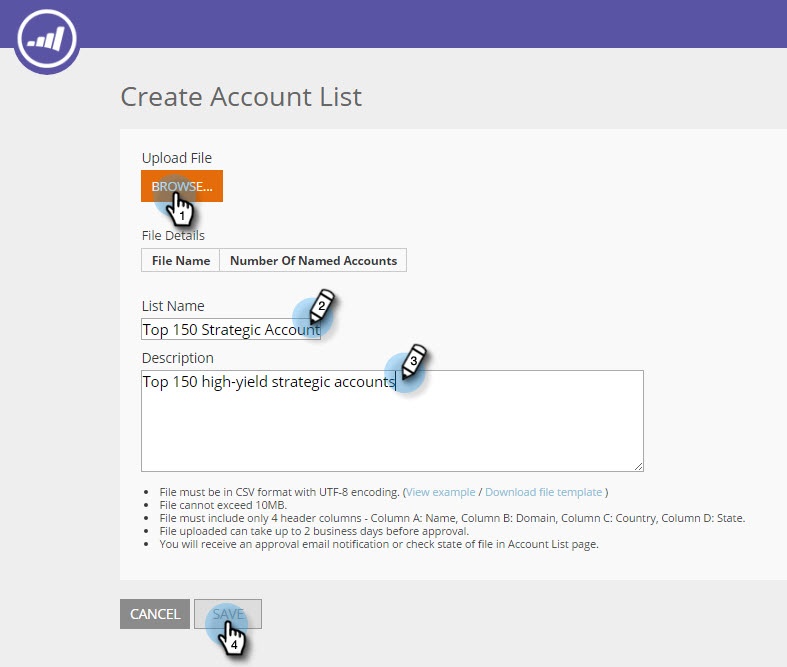 Create Account List
Upload File
BROWSE...
1
File Details
File Name Number Of Named Accounts
List Name
2
Top 150 Strategic Account
Description
3
Top 150 high-yield strategic accounts
File must be in CSV format with UTF-8 encoding. (View example / Download file template )
File cannot exceed 10MB.
File must include only 4 header columns - Column A: Name, Column B: Domain, Column C: Country, Column D: State.
File uploaded can take up to 2 business days before approval.
You will receive an approval email notification or check state of file in Account List page.
CANCEL SAVE
4